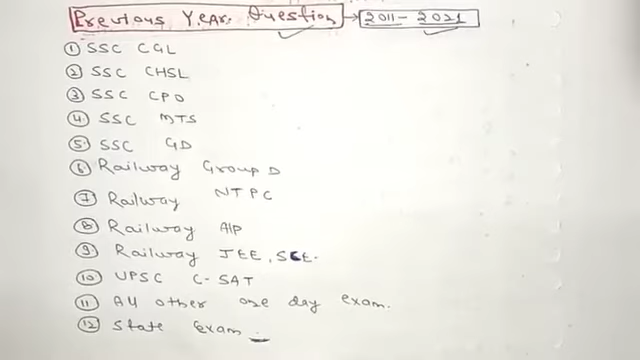 Previous Year Question → 2011 - 2021
① SSC CGL
② SSC CHSL
③ SSC CPO
④ SSC MTS
⑤ SSC GD
⑥ Railway Group D
⑦ Railway NTPC
⑧ Railway AlP
⑨ Railway JEE, SSE.
⑩ UPSC C-SAT
⑪ All other one day exam.
⑫ State exam